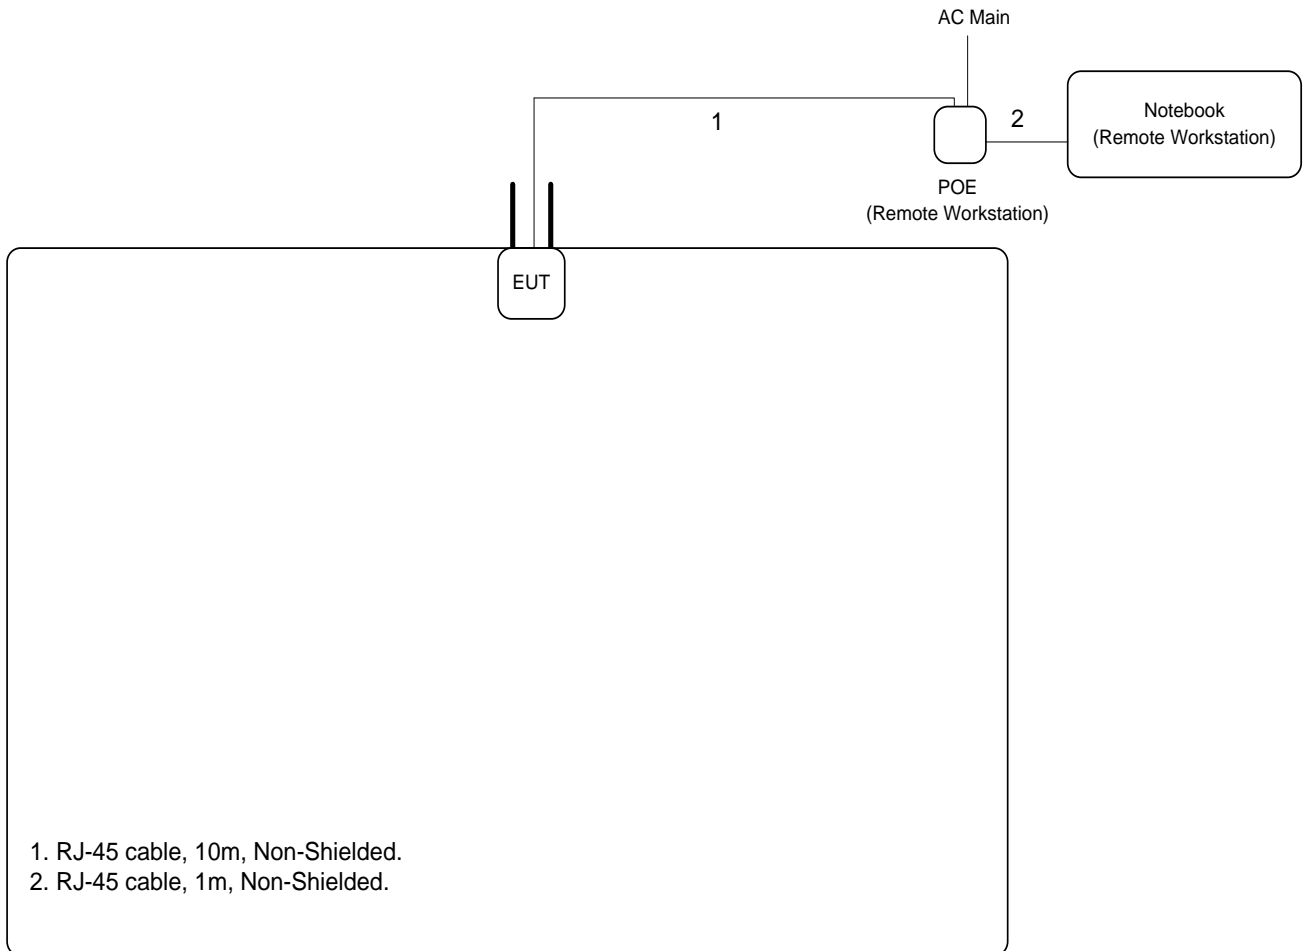 AC Main
1
2
Notebook
(Remote Workstation)
POE
(Remote Workstation)
EUT
1. RJ-45 cable, 10m, Non-Shielded.
2. RJ-45 cable, 1m, Non-Shielded.